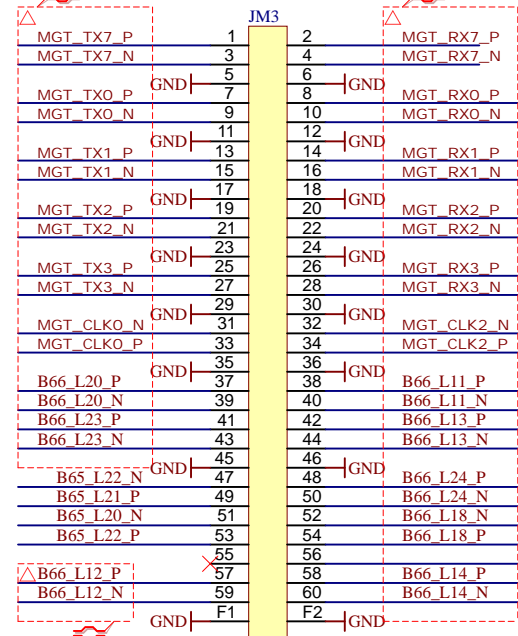 JM3
MGT_TX7_P 1 2 MGT_RX7_P
MGT_TX7_N 3 4 MGT_RX7_N
GND 5 6 GND
MGT_TX0_P 7 8 MGT_RX0_P
MGT_TX0_N 9 10 MGT_RX0_N
GND 11 12 GND
MGT_TX1_P 13 14 MGT_RX1_P
MGT_TX1_N 15 16 MGT_RX1_N
GND 17 18 GND
MGT_TX2_P 19 20 MGT_RX2_P
MGT_TX2_N 21 22 MGT_RX2_N
GND 23 24 GND
MGT_TX3_P 25 26 MGT_RX3_P
MGT_TX3_N 27 28 MGT_RX3_N
GND 29 30 GND
MGT_CLK0_N 31 32 MGT_CLK2_N
MGT_CLK0_P 33 34 MGT_CLK2_P
GND 35 36 GND
B66_L20_P 37 38 B66_L11_P
B66_L20_N 39 40 B66_L11_N
B66_L23_P 41 42 B66_L13_P
B66_L23_N 43 44 B66_L13_N
GND 45 46 GND
B65_L22_N 47 48 B66_L24_P
B65_L21_P 49 50 B66_L24_N
B65_L20_N 51 52 B66_L18_N
B65_L22_P 53 54 B66_L18_P
55 56
B66_L12_P 57 58 B66_L14_P
B66_L12_N 59 60 B66_L14_N
GND F1 F2 GND